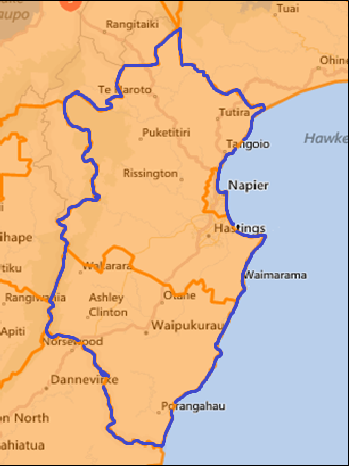 Tuai
Rangitaiki
aupo
Ohine
Te Haroto
Tutira
Puketitiri
Tangoio
Hawke
Rissington
Napier
Hastings
ihape
Wakarara
Waimarama
tiku
Rangiwahia
Ashley
Clinton
Otane
Apiti
Waipukurau
Norsewood
Dannevirke
Porangahau
on North
ahiatua